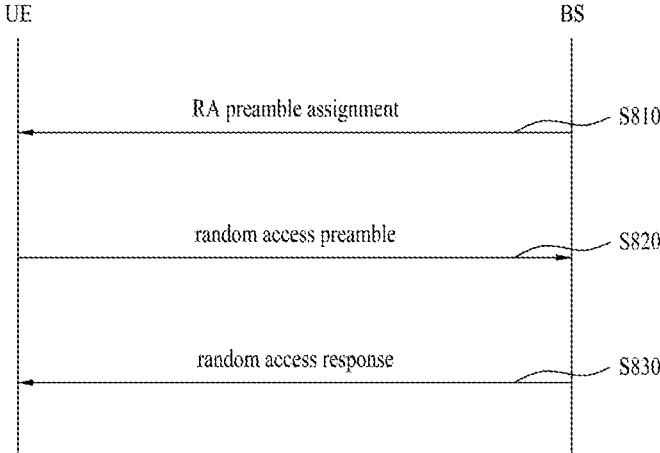 UE
BS
RA preamble assignment
S810
random access preamble
S820
random access response
S830